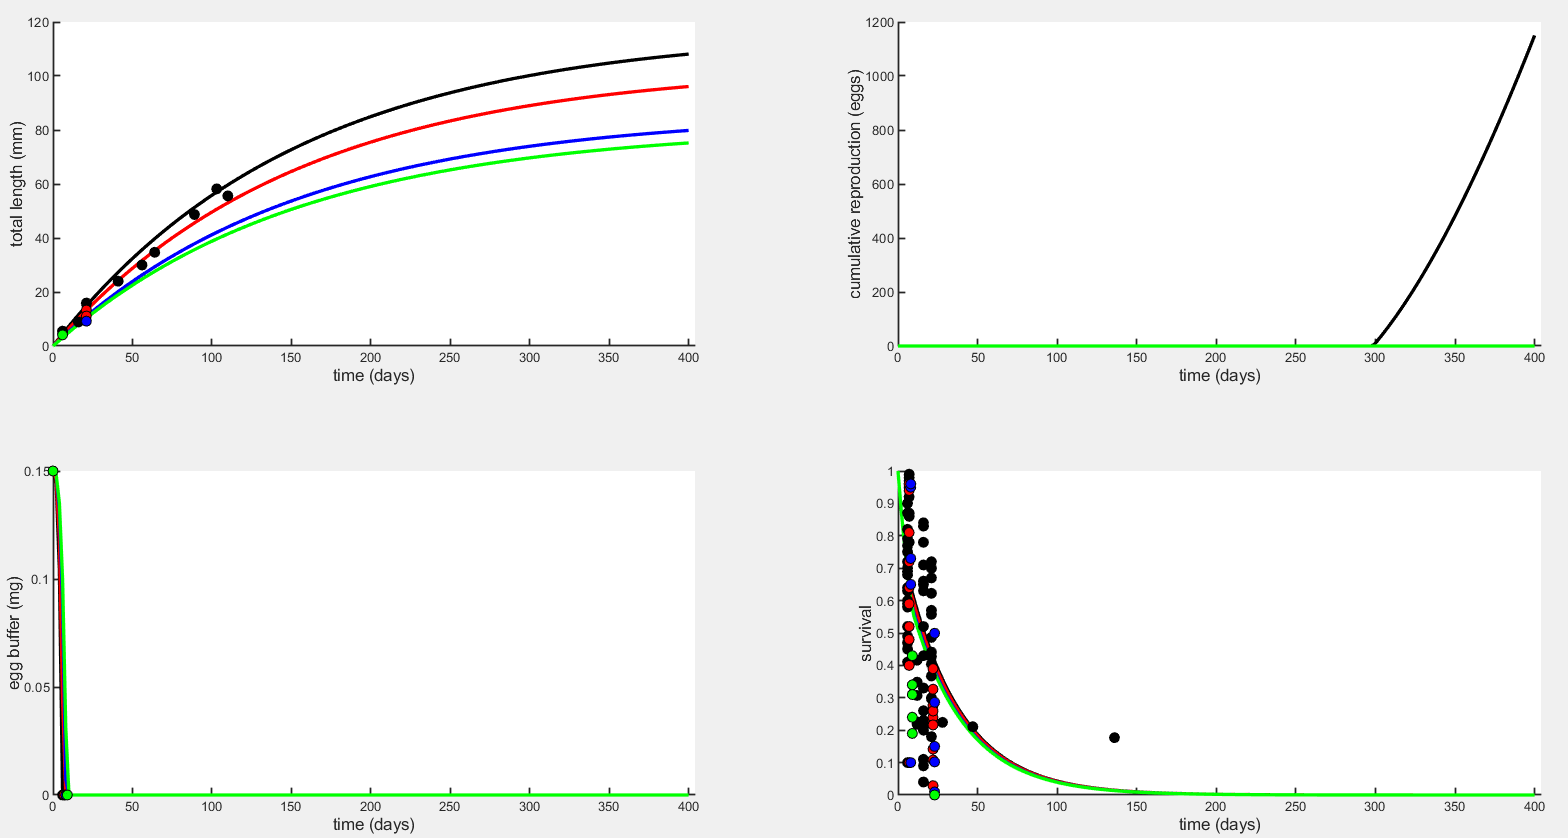 120
100
80
60
40
20
0
total length (mm)
0 50 100 150 200 250 300 350 400
time (days)
1200
1000
800
600
400
200
0
cumulative reproduction (eggs)
0 50 100 150 200 250 300 350 400
time (days)
0.15
0.1
0.05
0
egg buffer (mg)
0 50 100 150 200 250 300 350 400
time (days)
1
0.9
0.8
0.7
0.6
0.5
0.4
0.3
0.2
0.1
0
survival
0 50 100 150 200 250 300 350 400
time (days)